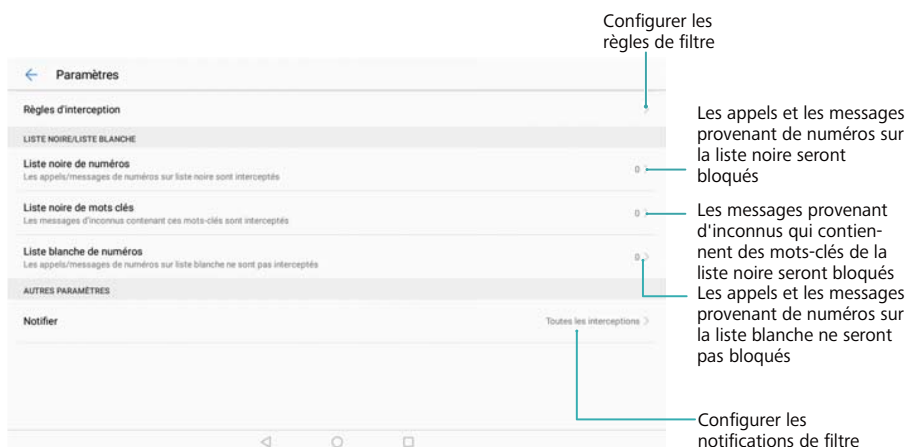 Configurer les
règles de filtre
Paramètres
Règles d'interception
LISTE NOIRE/LISTE BLANCHE
Liste noire de numéros
Les appels/messages de numéros sur liste noire sont interceptés
0
Liste noire de mots clés
Les messages d'inconnus contenant ces mots-clés sont interceptés
0
Liste blanche de numéros
Les appels/messages de numéros sur liste blanche ne sont pas interceptés
0
AUTRES PARAMÈTRES
Notifier
Toutes les interceptions
Les appels et les messages
provenant de numéros sur
la liste noire seront
bloqués
Les messages provenant
d'inconnus qui contien-
nent des mots-clés de la
liste noire seront bloqués
Les appels et les messages
provenant de numéros sur
la liste blanche ne seront
pas bloqués
Configurer les
notifications de filtre